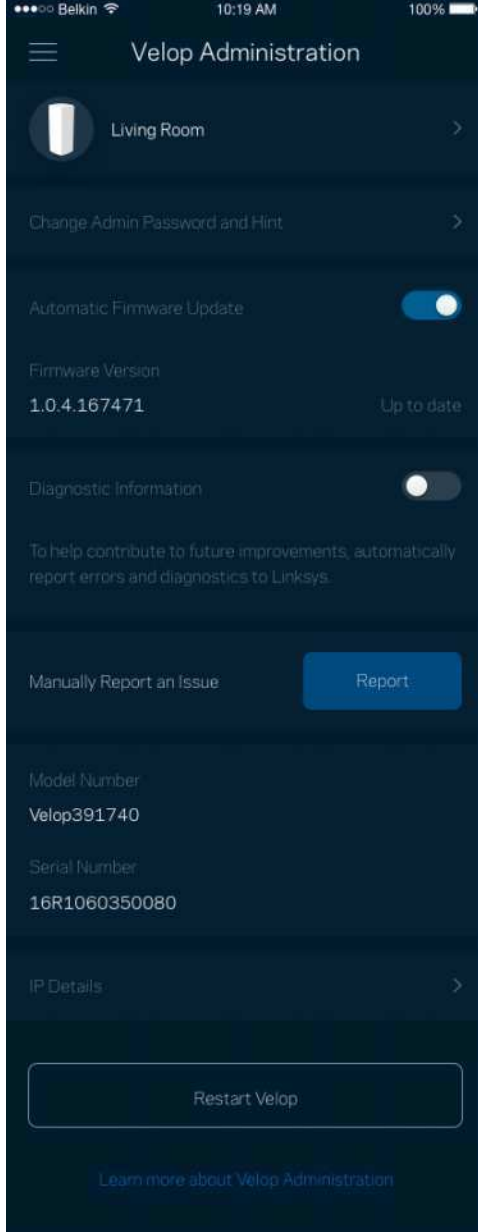 Belkin 10:19 AM 100%
Velop Administration
Living Room
Change Admin Password and Hint
Automatic Firmware Update
Firmware Version
1.0.4.167471 Up to date
Diagnostic Information
To help contribute to future improvements, automatically
report errors and diagnostics to Linksys.
Manually Report an Issue Report
Model Number
Velop391740
Serial Number
16R1060350080
IP Details
Restart Velop
Learn more about Velop Administration